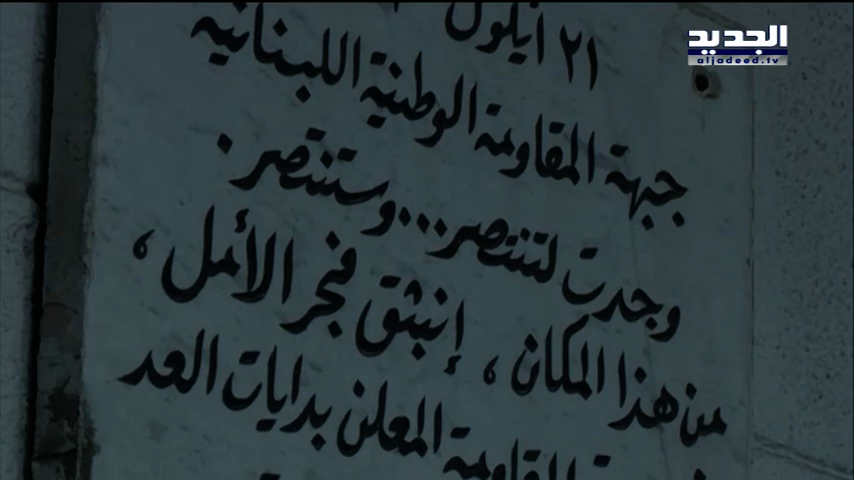 الجديد
aljadeed.tv
٢١ أيلول
جبهة المقاومة الوطنية اللبنانية
وجدت لتنتصر...وستنتصر.
من هذا المكان، إنبثق فجر الأمل،
المقاومة المعلن بدايات العد